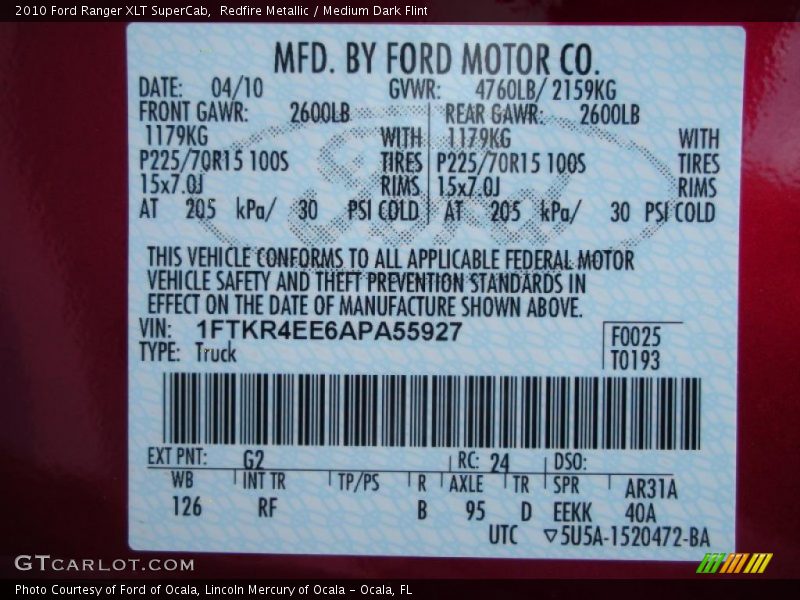 2010 Ford Ranger XLT SuperCab,  Redfire Metallic / Medium Dark Flint
MFD. BY FORD MOTOR CO.
DATE: 04/10 GVWR: 4760LB/ 2159KG
FRONT GAWR: 2600LB REAR GAWR: 2600LB
1179KG WITH 1179KG WITH
P225/70R15 100S TIRES P225/70R15 100S TIRES
15x7.0J RIMS 15x7.0J RIMS
AT 205 kPa/ 30 PSI COLD AT 205 kPa/ 30 PSI COLD
THIS VEHICLE CONFORMS TO ALL APPLICABLE FEDERAL MOTOR
VEHICLE SAFETY AND THEFT PREVENTION STANDARDS IN
EFFECT ON THE DATE OF MANUFACTURE SHOWN ABOVE.
VIN: 1FTKR4EE6APA55927 F0025
TYPE: Truck T0193
EXT PNT: G2 RC: 24 DSO:
WB INT TR TP/PS R AXLE TR SPR AR31A
126 RF B 95 D EEKK 40A
UTC ▽5U5A-1520472-BA
GTCARLOT.COM
Photo Courtesy of Ford of Ocala, Lincoln Mercury of Ocala – Ocala, FL